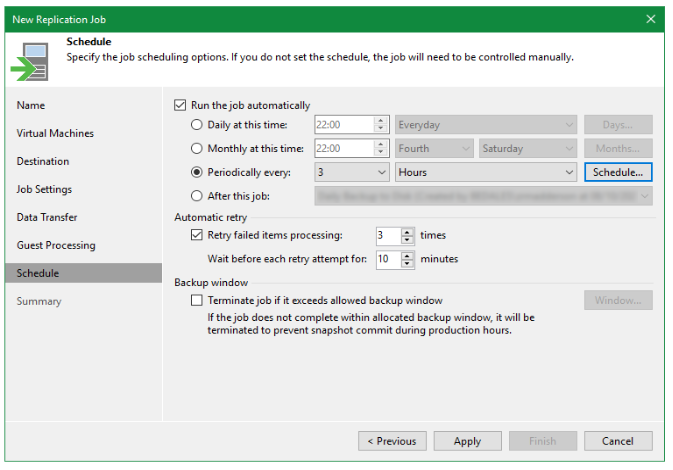 New Replication Job
Schedule
Specify the job scheduling options. If you do not set the schedule, the job will need to be controlled manually.
Name
Virtual Machines
Destination
Job Settings
Data Transfer
Guest Processing
Schedule
Summary
Run the job automatically
Daily at this time: 22:00 Everyday Days...
Monthly at this time: 22:00 Fourth Saturday Months...
Periodically every: 3 Hours Schedule...
After this job:
Automatic retry
Retry failed items processing: 3 times
Wait before each retry attempt for: 10 minutes
Backup window
Terminate job if it exceeds allowed backup window Window...
If the job does not complete within allocated backup window, it will be
terminated to prevent snapshot commit during production hours.
< Previous Apply Finish Cancel